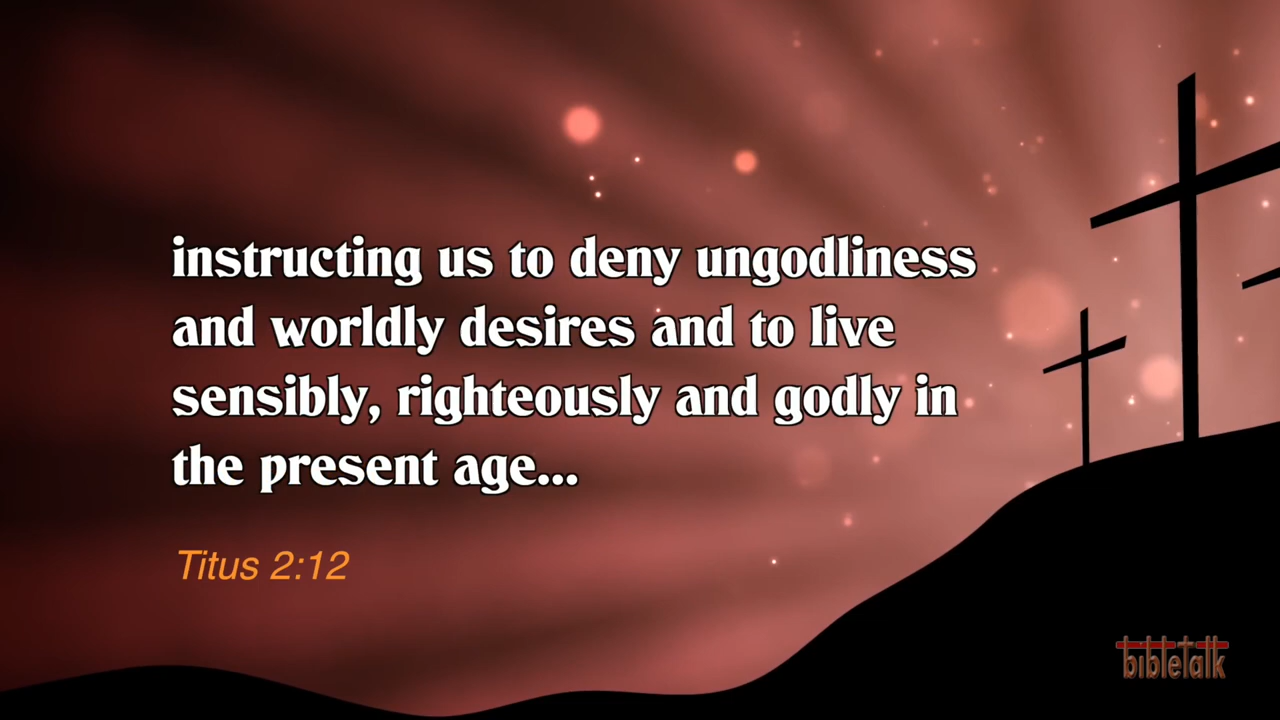 instructing us to deny ungodliness
and worldly desires and to live
sensibly, righteously and godly in
the present age...
Titus 2:12
bibletalk